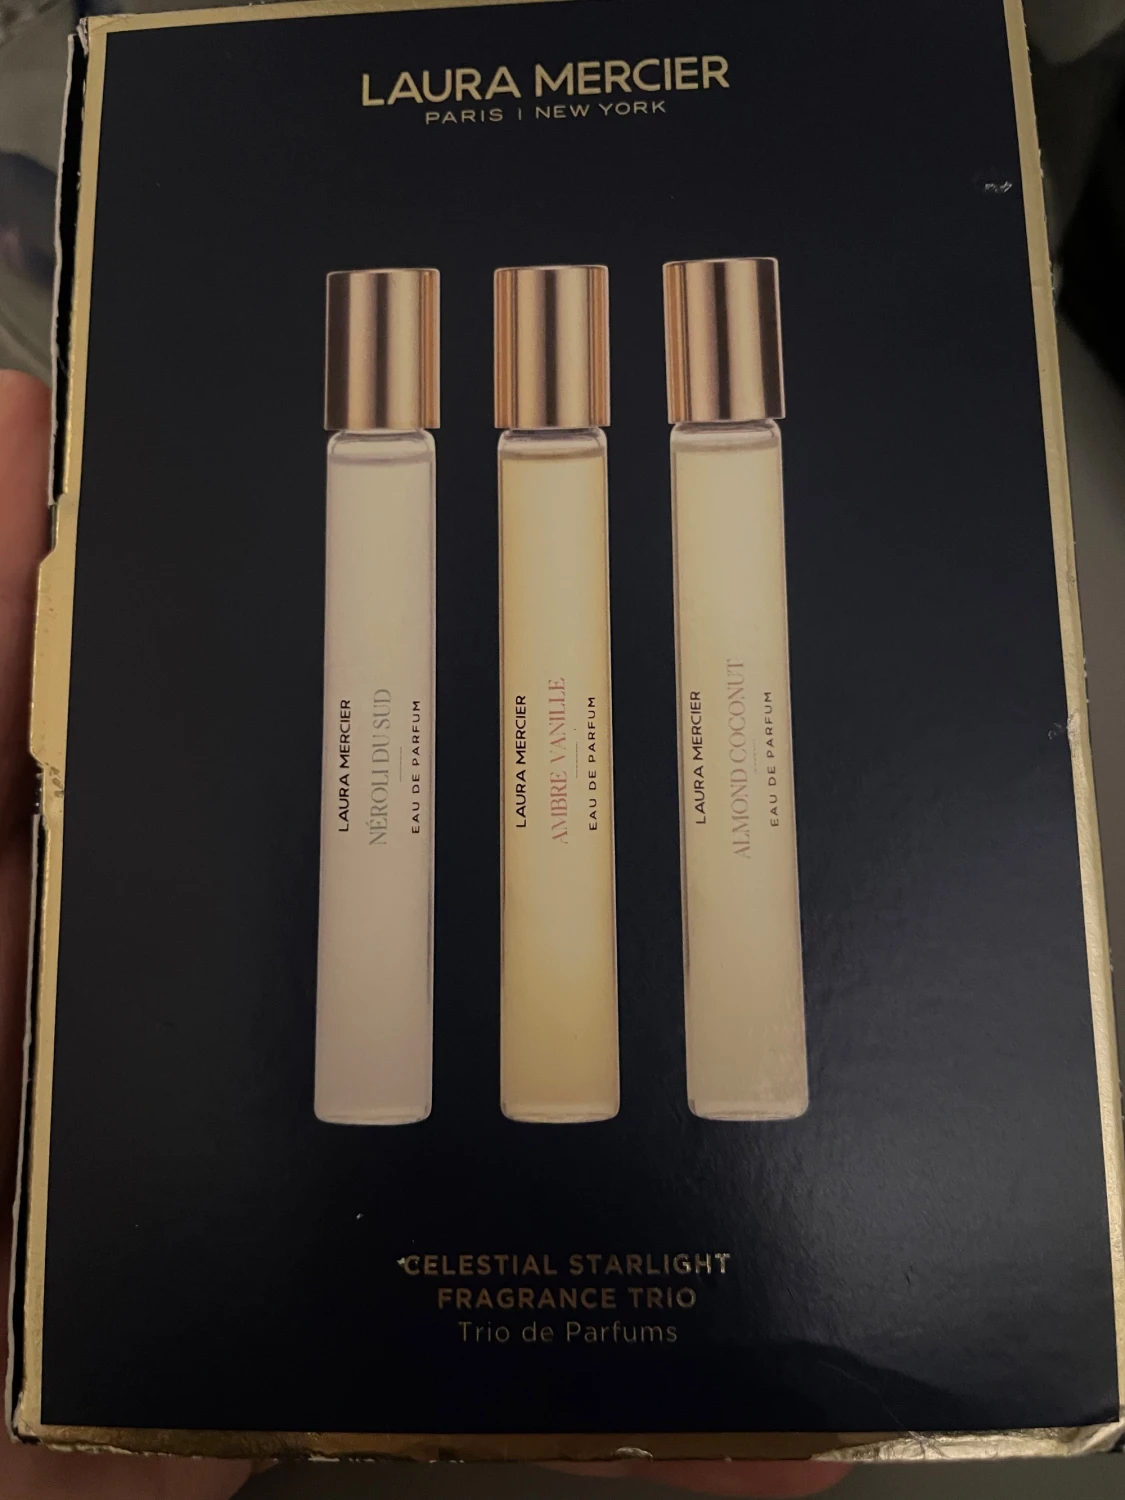 LAURA MERCIER
PARIS | NEW YORK
LAURA MERCIER
NÉROLI DU SUD
EAU DE PARFUM
LAURA MERCIER
AMBRE VANILLE
EAU DE PARFUM
LAURA MERCIER
ALMOND COCONUT
EAU DE PARFUM
CELESTIAL STARLIGHT
FRAGRANCE TRIO
Trio de Parfums